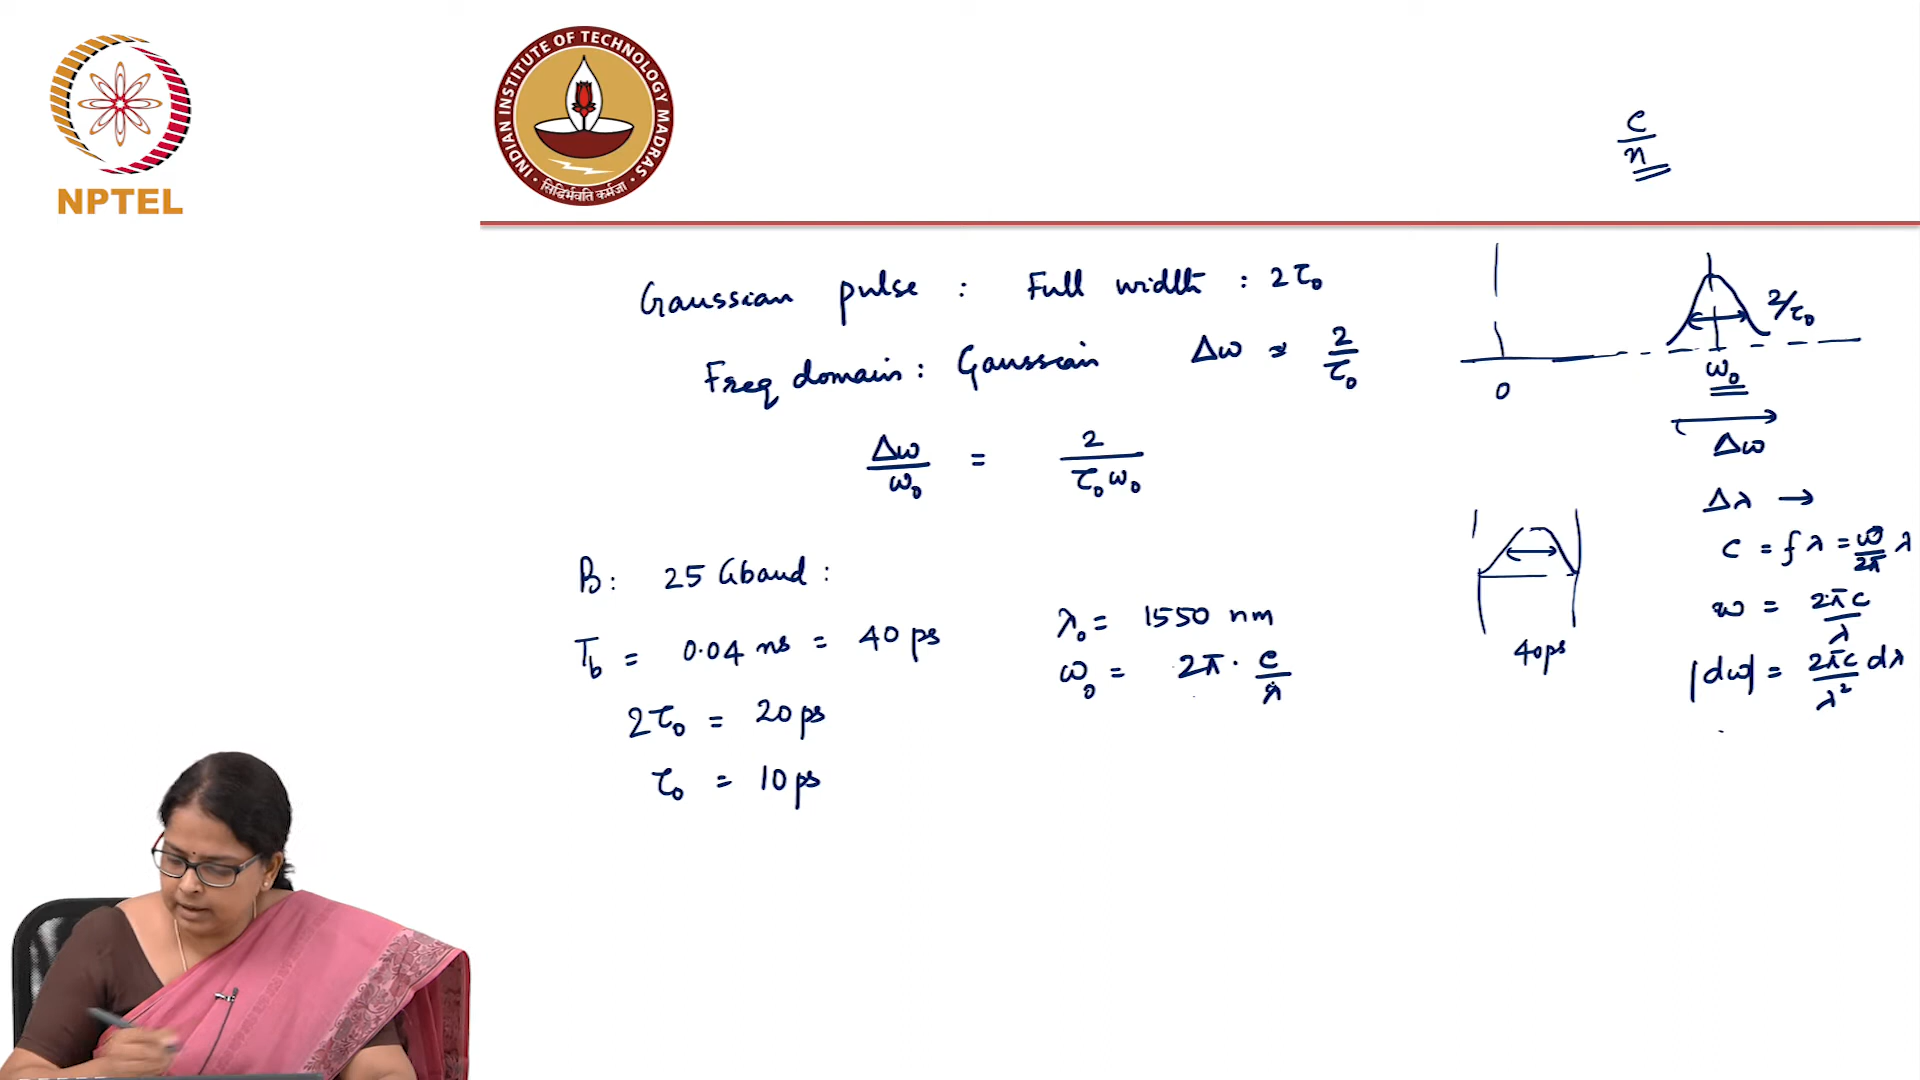 NPTEL
INDIAN INSTITUTE OF TECHNOLOGY MADRAS
सिद्धिर्भवति कर्मजा
c/n
Gaussian pulse : Full width : 2τ₀
Freq domain : Gaussian Δω ≈ 2/τ₀
Δω/ω₀ = 2/(τ₀ω₀)
B : 25 Gbaud :
T_b = 0.04 ns = 40 ps
2τ₀ = 20 ps
τ₀ = 10 ps
λ₀ = 1550 nm
ω₀ = 2π · c/λ
2/τ₀
0
ω₀
Δω
40 ps
Δλ →
c = fλ = ω/2π λ
ω = 2πc/λ
|dω| = 2πc/λ² dλ